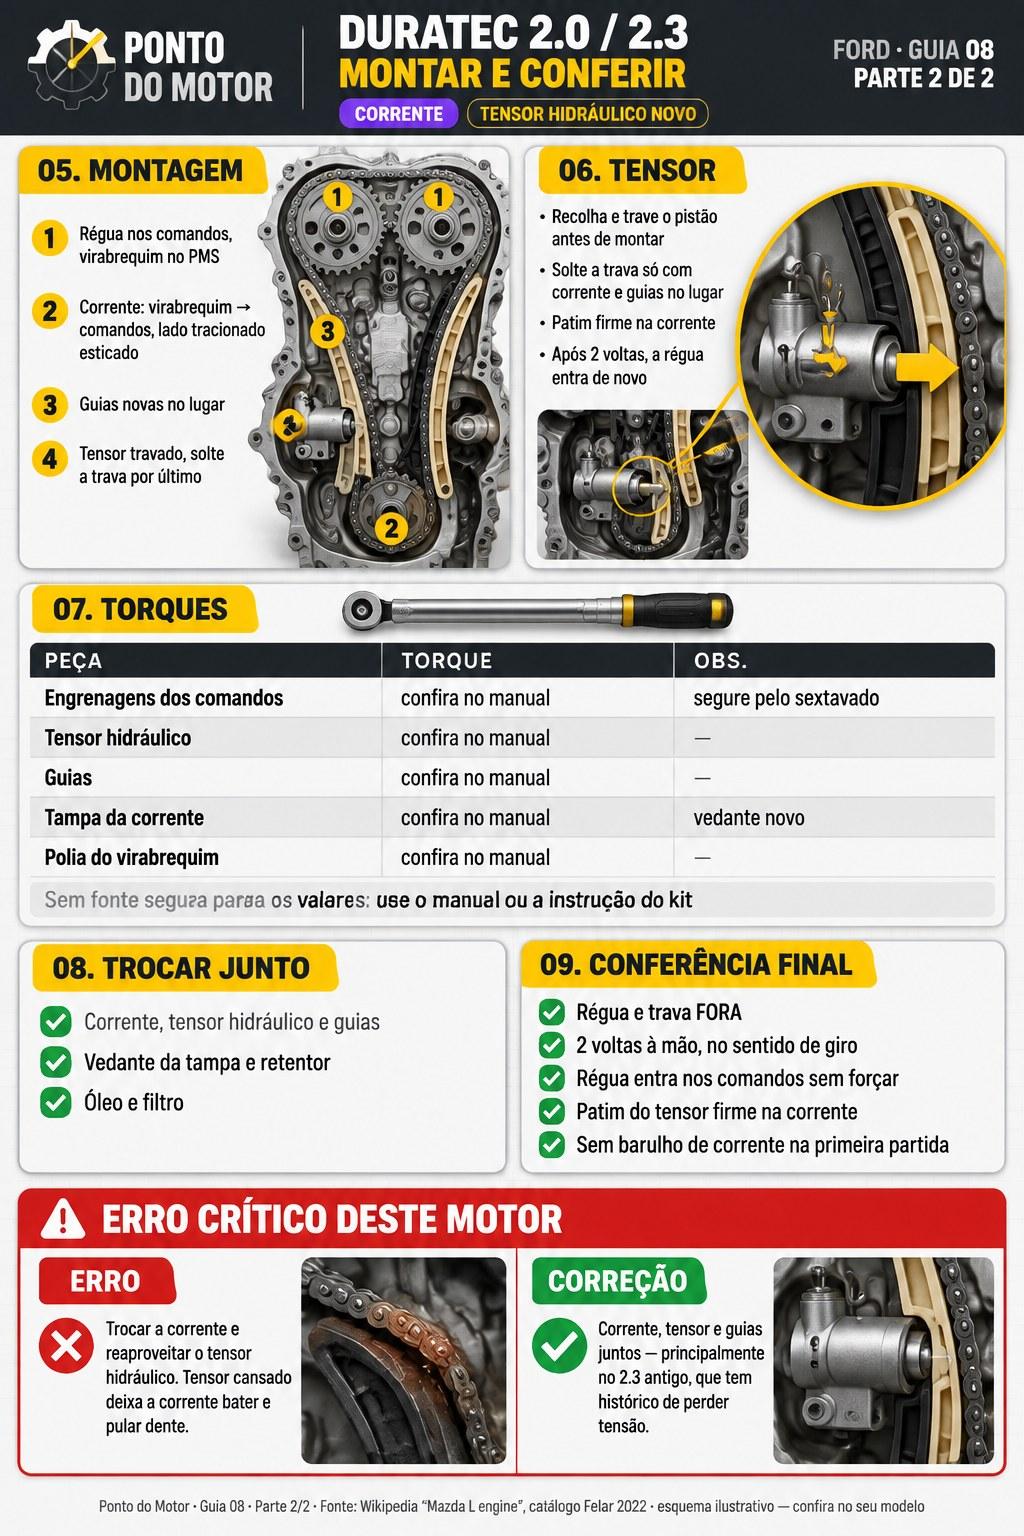 PONTO
DO MOTOR
DURATEC 2.0 / 2.3
MONTAR E CONFERIR
CORRENTE
TENSOR HIDRÁULICO NOVO
FORD · GUIA 08
PARTE 2 DE 2
05. MONTAGEM
1 Régua nos comandos,
virabrequim no PMS
2 Corrente: virabrequim →
comandos, lado tracionado
esticado
3 Guias novas no lugar
4 Tensor travado, solte
a trava por último
1
1
3
2
06. TENSOR
• Recolha e trave o pistão
antes de montar
• Solte a trava só com
corrente e guias no lugar
• Patim firme na corrente
• Após 2 voltas, a régua
entra de novo
07. TORQUES
PEÇA TORQUE OBS.
Engrenagens dos comandos confira no manual segure pelo sextavado
Tensor hidráulico confira no manual —
Guias confira no manual —
Tampa da corrente confira no manual vedante novo
Polia do virabrequim confira no manual —
Sem fonte segura os valares: use o manual ou a instrução do kit
08. TROCAR JUNTO
Corrente, tensor hidráulico e guias
Vedante da tampa e retentor
Óleo e filtro
09. CONFERÊNCIA FINAL
Régua e trava FORA
2 voltas à mão, no sentido de giro
Régua entra nos comandos sem forçar
Patim do tensor firme na corrente
Sem barulho de corrente na primeira partida
ERRO CRÍTICO DESTE MOTOR
ERRO
Trocar a corrente e
reaproveitar o tensor
hidráulico. Tensor cansado
deixa a corrente bater e
pular dente.
CORREÇÃO
Corrente, tensor e guias
juntos — principalmente
no 2.3 antigo, que tem
histórico de perder
tensão.
Ponto do Motor · Guia 08 · Parte 2/2 · Fonte: Wikipedia “Mazda L engine”, catálogo Felar 2022 · esquema ilustrativo — confira no seu modelo